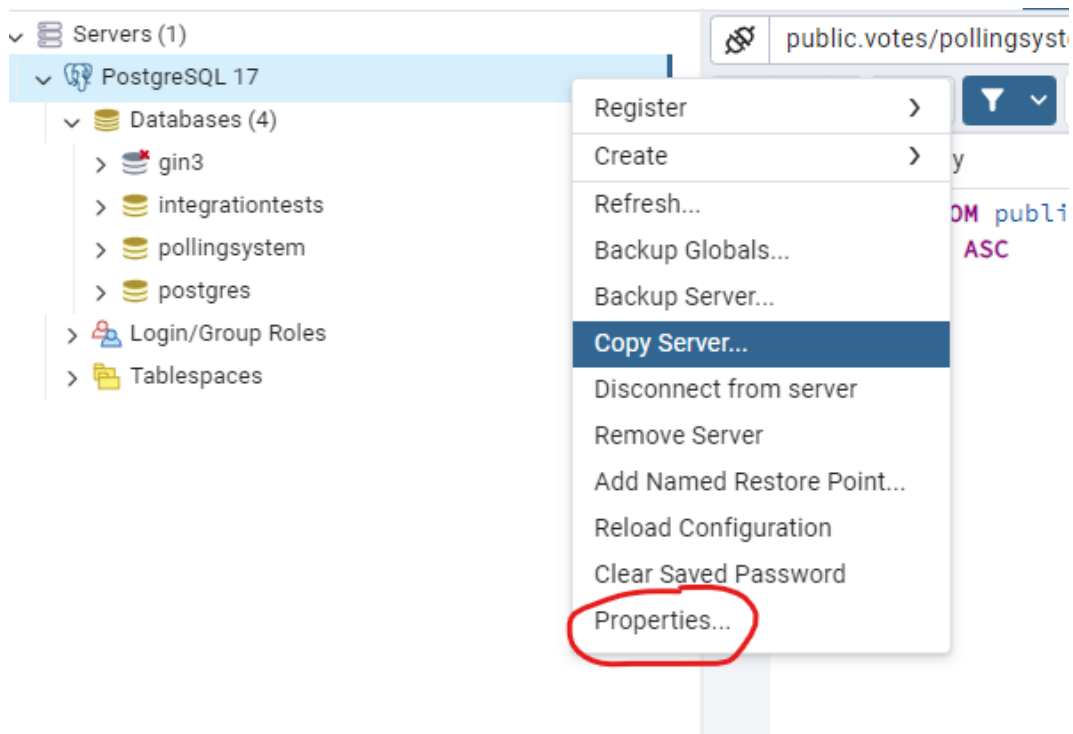 Servers (1)
PostgreSQL 17
Databases (4)
gin3
integrationtests
pollingsystem
postgres
Login/Group Roles
Tablespaces
Register
Create
Refresh...
Backup Globals...
Backup Server...
Copy Server...
Disconnect from server
Remove Server
Add Named Restore Point...
Reload Configuration
Clear Saved Password
Properties...
public.votes/pollingsyste
y
OM publi
ASC